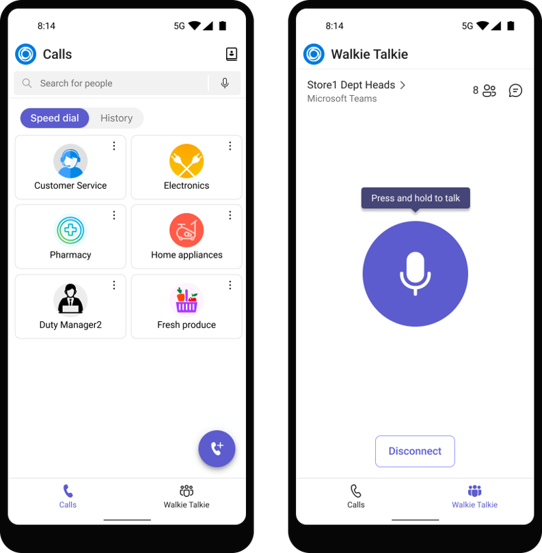 8:14
5G
Calls
Search for people
Speed dial
History
Customer Service
Electronics
Pharmacy
Home appliances
Duty Manager2
Fresh produce
Calls
Walkie Talkie
8:14
5G
Walkie Talkie
Store1 Dept Heads
8
Microsoft Teams
Press and hold to talk
Disconnect
Calls
Walkie Talkie